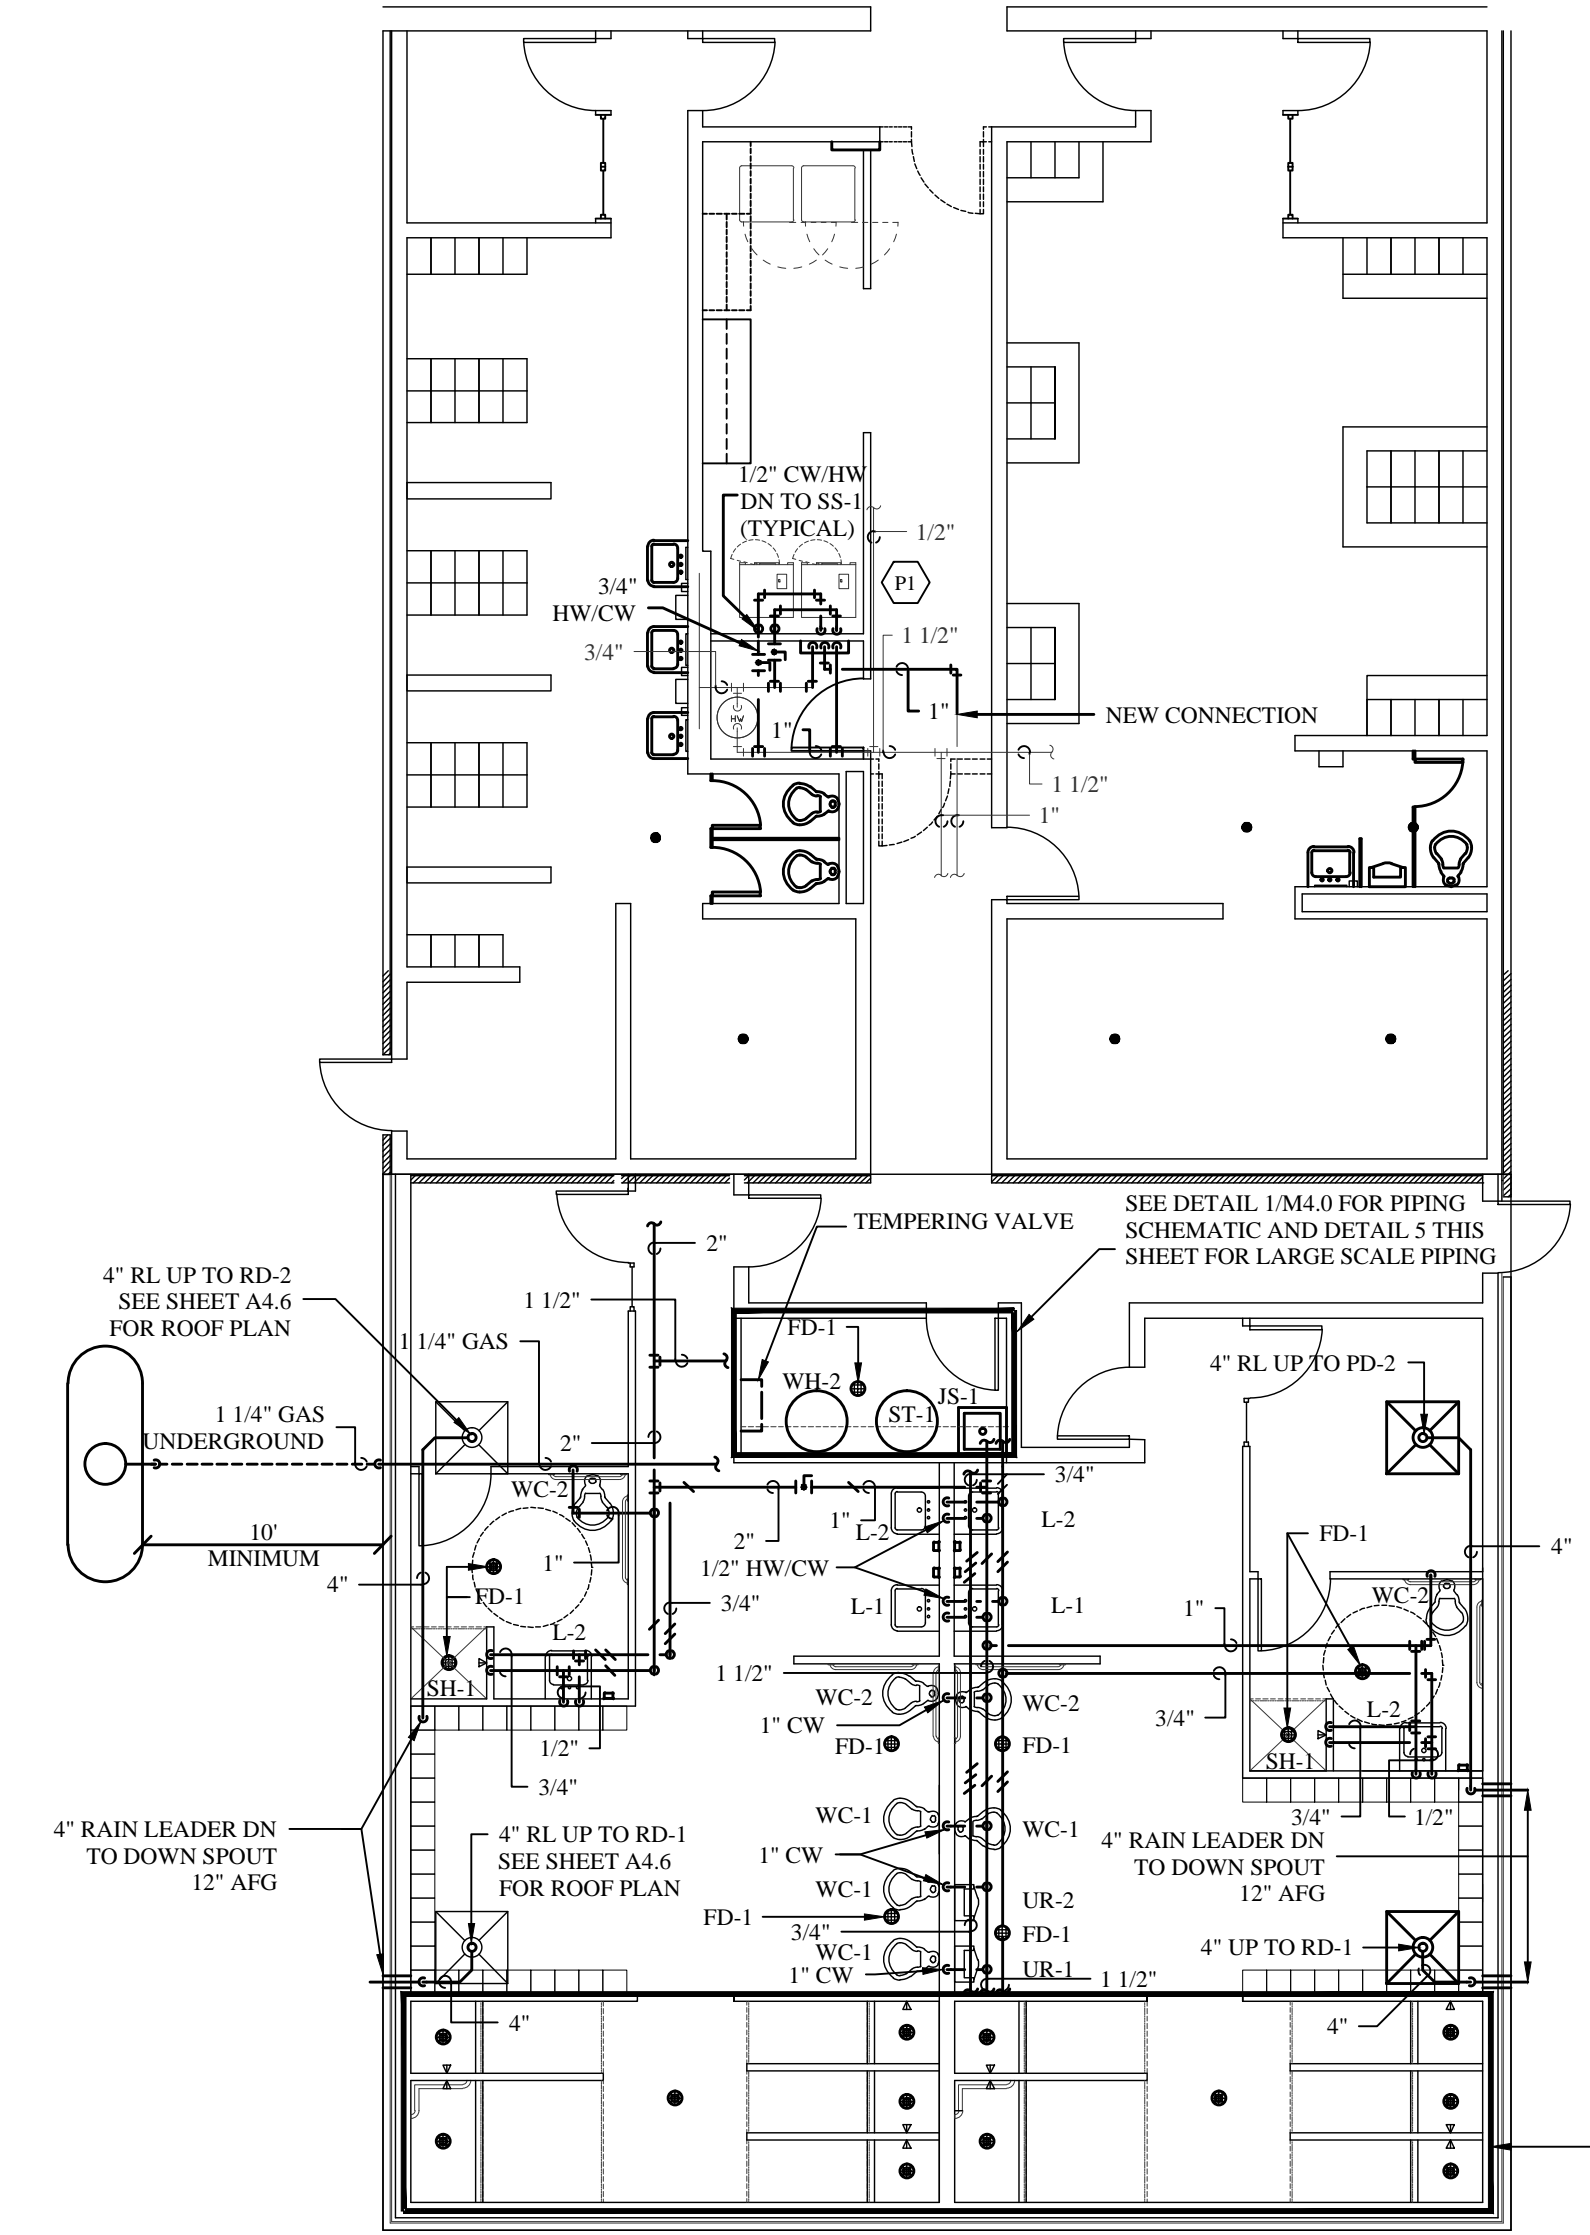 1/2" CW/HW
DN TO SS-1
(TYPICAL)
1/2"
P1
3/4"
HW/CW
3/4"
1 1/2"
HW
1"
1"
NEW CONNECTION
1 1/2"
1"
SEE DETAIL 1/M4.0 FOR PIPING
SCHEMATIC AND DETAIL 5 THIS
SHEET FOR LARGE SCALE PIPING
TEMPERING VALVE
2"
4" RL UP TO RD-2
SEE SHEET A4.6
FOR ROOF PLAN
1 1/2"
1 1/4" GAS
FD-1
WH-2
ST-1
JS-1
4" RL UP TO PD-2
1 1/4" GAS
UNDERGROUND
2"
3/4"
WC-2
10'
MINIMUM
1"
4"
FD-1
L-2
SH-1
3/4"
1/2"
3/4"
2"
1"
L-2
L-2
1/2" HW/CW
L-1
L-1
1 1/2"
WC-2
WC-2
1" CW
FD-1
FD-1
WC-1
WC-1
1" CW
WC-1
UR-2
FD-1
3/4"
FD-1
WC-1
1" CW
UR-1
1 1/2"
FD-1
4"
WC-2
1"
3/4"
L-2
SH-1
3/4"
1/2"
4" RAIN LEADER DN
TO DOWN SPOUT
12" AFG
4" RL UP TO RD-1
SEE SHEET A4.6
FOR ROOF PLAN
4" RAIN LEADER DN
TO DOWN SPOUT
12" AFG
4" UP TO RD-1
4"
4"